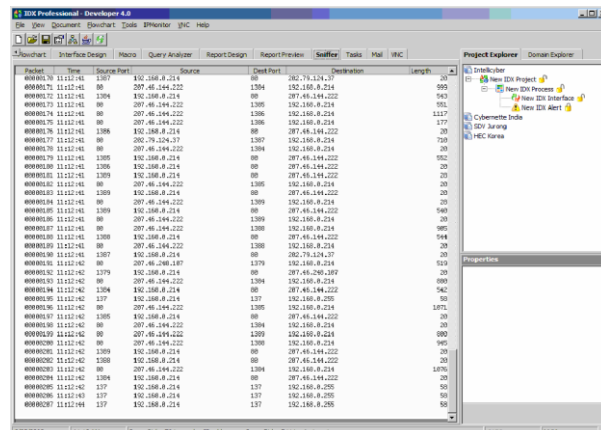 IDX Professional - Developer 4.0
File View Document Flowchart Tools IPMonitor VNC Help
Flowchart Interface Design Macro Query Analyzer Report Design Report Preview Sniffer Tasks Mail VNC
Project Explorer Domain Explorer
Packet Time Source Port Source Dest Port Destination Length
00000170 11:12:41 1387 192.168.0.214 80 202.79.124.37 20
00000171 11:12:41 80 207.46.144.222 1384 192.168.0.214 999
00000172 11:12:41 1384 192.168.0.214 80 207.46.144.222 543
00000173 11:12:41 80 207.46.144.222 1385 192.168.0.214 551
00000174 11:12:41 80 207.46.144.222 1386 192.168.0.214 1117
00000175 11:12:41 80 207.46.144.222 1386 192.168.0.214 177
00000176 11:12:41 1386 192.168.0.214 80 207.46.144.222 20
00000177 11:12:41 80 202.79.124.37 1387 192.168.0.214 710
00000178 11:12:41 80 207.46.144.222 1384 192.168.0.214 20
00000179 11:12:41 1385 192.168.0.214 80 207.46.144.222 552
00000180 11:12:41 1386 192.168.0.214 80 207.46.144.222 20
00000181 11:12:41 1389 192.168.0.214 80 207.46.144.222 20
00000182 11:12:41 80 207.46.144.222 1385 192.168.0.214 20
00000183 11:12:41 1389 192.168.0.214 80 207.46.144.222 20
00000184 11:12:41 80 207.46.144.222 1389 192.168.0.214 20
00000185 11:12:41 1389 192.168.0.214 80 207.46.144.222 540
00000186 11:12:41 80 207.46.144.222 1389 192.168.0.214 20
00000187 11:12:41 80 207.46.144.222 1388 192.168.0.214 905
00000188 11:12:41 1388 192.168.0.214 80 207.46.144.222 544
00000189 11:12:41 80 207.46.144.222 1388 192.168.0.214 20
00000190 11:12:41 1387 192.168.0.214 80 202.79.124.37 20
00000191 11:12:42 80 207.46.248.107 1379 192.168.0.214 519
00000192 11:12:42 1379 192.168.0.214 80 207.46.248.107 20
00000193 11:12:42 80 207.46.144.222 1384 192.168.0.214 800
00000194 11:12:42 1384 192.168.0.214 80 207.46.144.222 542
00000195 11:12:42 137 192.168.0.214 137 192.168.0.255 58
00000196 11:12:42 80 207.46.144.222 1385 192.168.0.214 1071
00000197 11:12:42 1385 192.168.0.214 80 207.46.144.222 20
00000198 11:12:42 80 207.46.144.222 1384 192.168.0.214 20
00000199 11:12:42 80 207.46.144.222 1389 192.168.0.214 800
00000200 11:12:42 80 207.46.144.222 1388 192.168.0.214 945
00000201 11:12:42 1389 192.168.0.214 80 207.46.144.222 20
00000202 11:12:42 1388 192.168.0.214 80 207.46.144.222 20
00000203 11:12:42 80 207.46.144.222 1384 192.168.0.214 1076
00000204 11:12:42 1384 192.168.0.214 80 207.46.144.222 20
00000205 11:12:42 137 192.168.0.214 137 192.168.0.255 58
00000206 11:12:43 137 192.168.0.214 137 192.168.0.255 58
00000207 11:12:44 137 192.168.0.214 137 192.168.0.255 58
Intellicyber
New IDX Project
New IDX Process
New IDX Interface
New IDX Alert
Cybernette India
SDV Jurong
HEC Korea
Properties